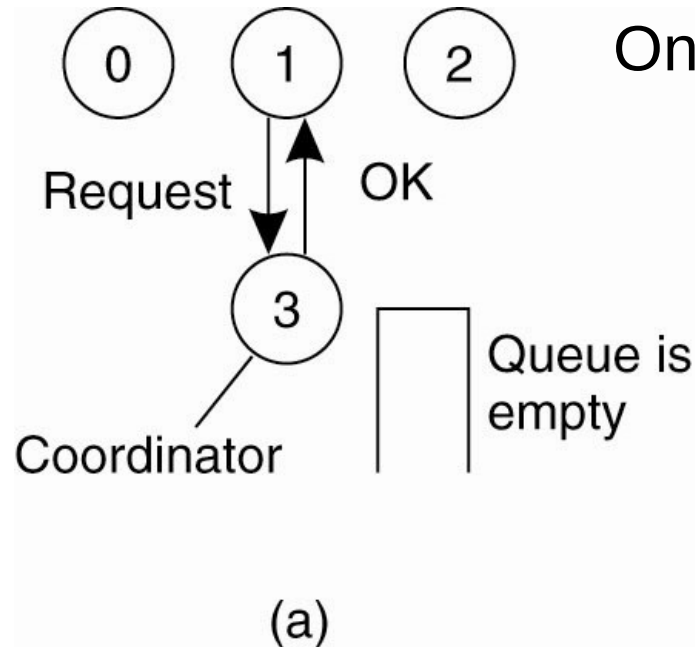 0 1 2 On
Request OK
3
Queue is
empty
Coordinator
(a)